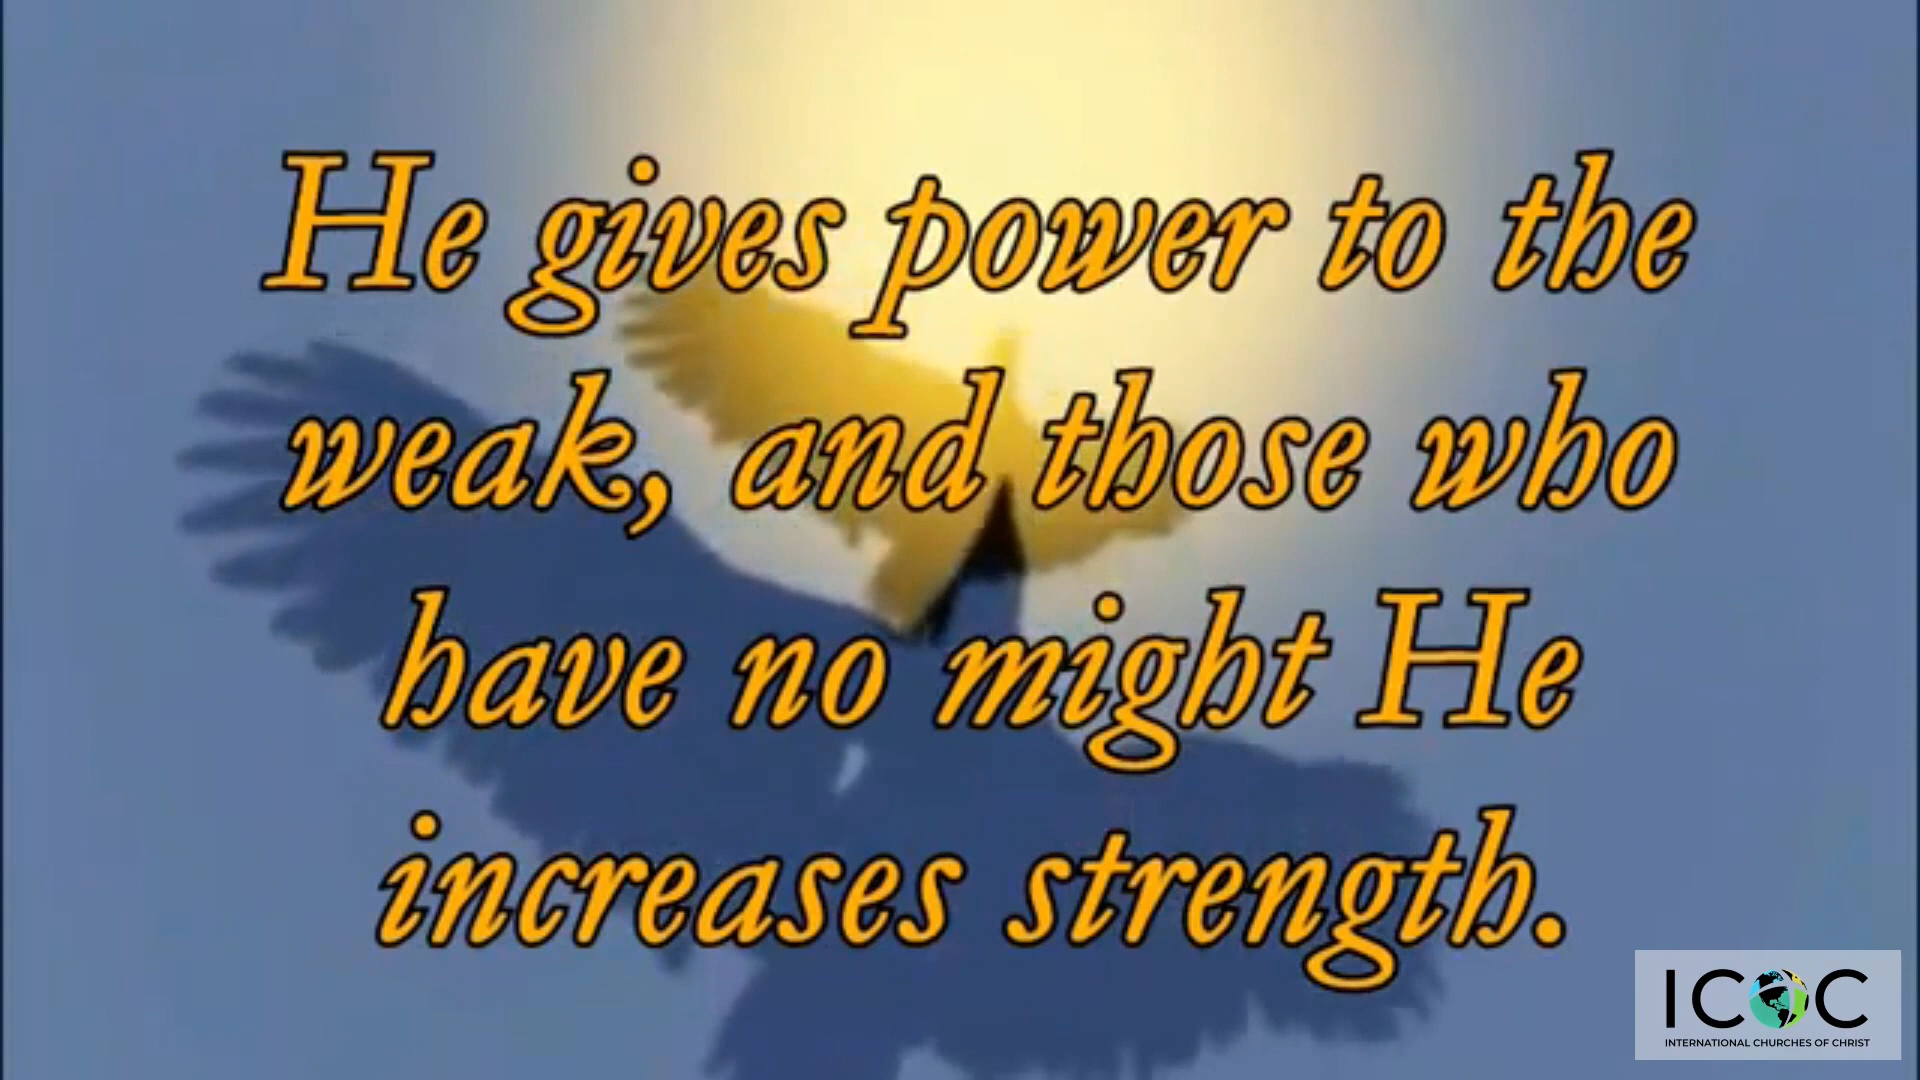 He gives power to the
weak, and those who
have no might He
increases strength.
ICOC
INTERNATIONAL CHURCHES OF CHRIST